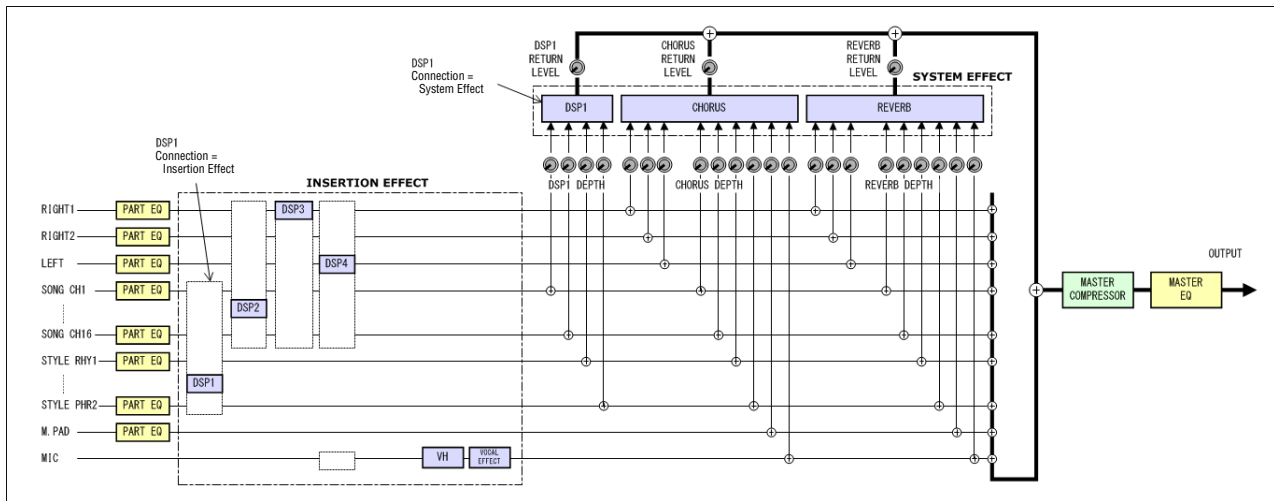 DSP1
RETURN
LEVEL
CHORUS
RETURN
LEVEL
REVERB
RETURN
LEVEL
SYSTEM EFFECT
DSP1
Connection =
System Effect
DSP1
CHORUS
REVERB
DSP1
Connection =
Insertion Effect
DSP1 DEPTH
CHORUS DEPTH
REVERB DEPTH
INSERTION EFFECT
RIGHT1
PART EQ
DSP3
RIGHT2
PART EQ
LEFT
PART EQ
DSP4
SONG CH1
PART EQ
DSP2
SONG CH16
PART EQ
STYLE RHY1
PART EQ
DSP1
STYLE PHR2
PART EQ
M.PAD
PART EQ
MIC
VH
VOCAL
EFFECT
OUTPUT
MASTER
COMPRESSOR
MASTER
EQ